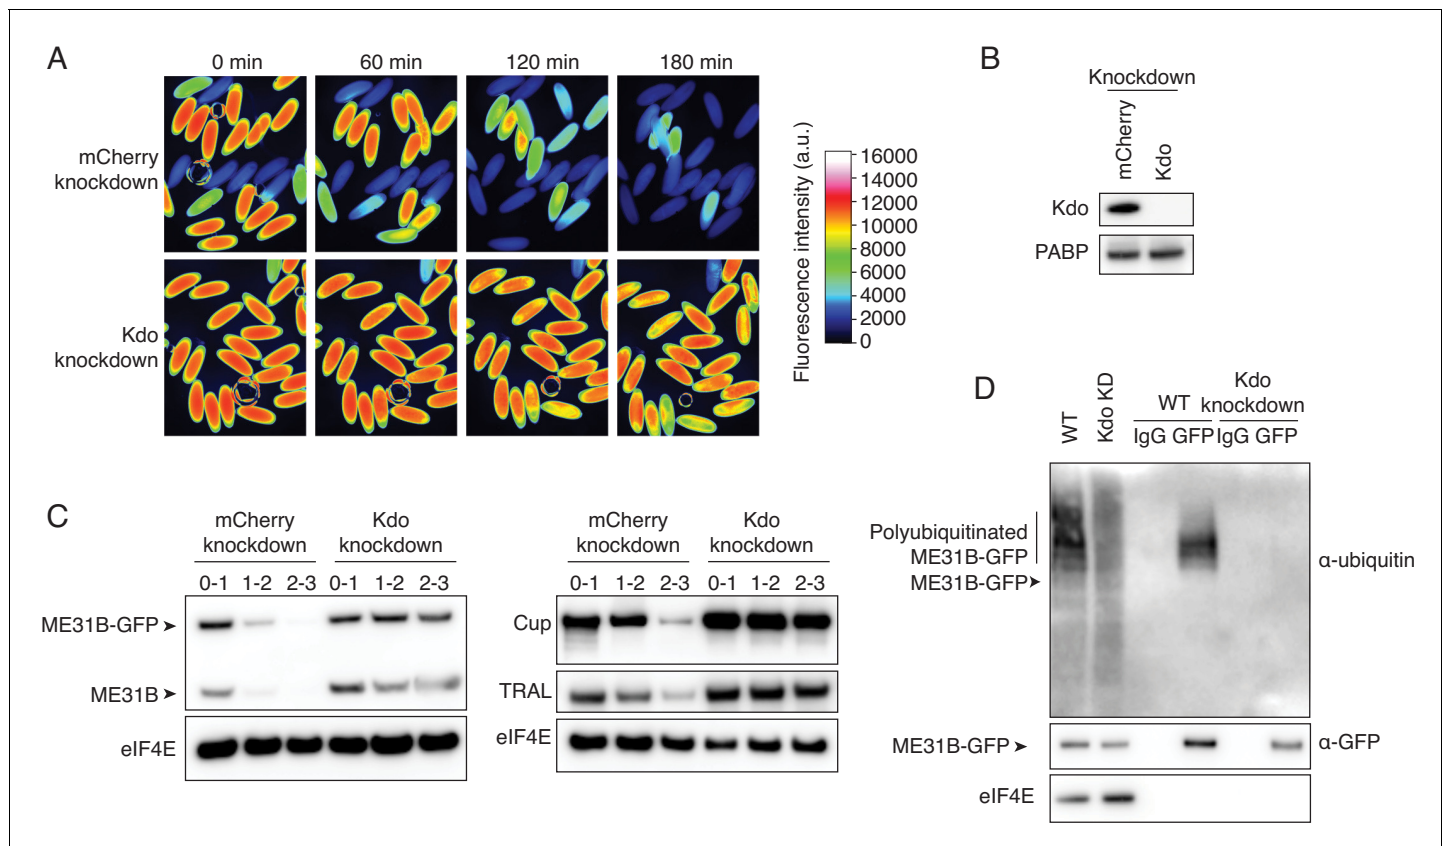 A
0 min 60 min 120 min 180 min
mCherry
knockdown
Kdo
knockdown
Fluorescence intensity (a.u.)
16000
14000
12000
10000
8000
6000
4000
2000
0
B
Knockdown
mCherry
Kdo
Kdo
PABP
C
mCherry
knockdown
Kdo
knockdown
0-1 1-2 2-3 0-1 1-2 2-3
ME31B-GFP
ME31B
eIF4E
mCherry
knockdown
Kdo
knockdown
0-1 1-2 2-3 0-1 1-2 2-3
Cup
TRAL
eIF4E
D
WT
Kdo KD
WT
Kdo
knockdown
IgG GFP IgG GFP
Polyubiquitinated
ME31B-GFP
ME31B-GFP
α-ubiquitin
ME31B-GFP
α-GFP
eIF4E